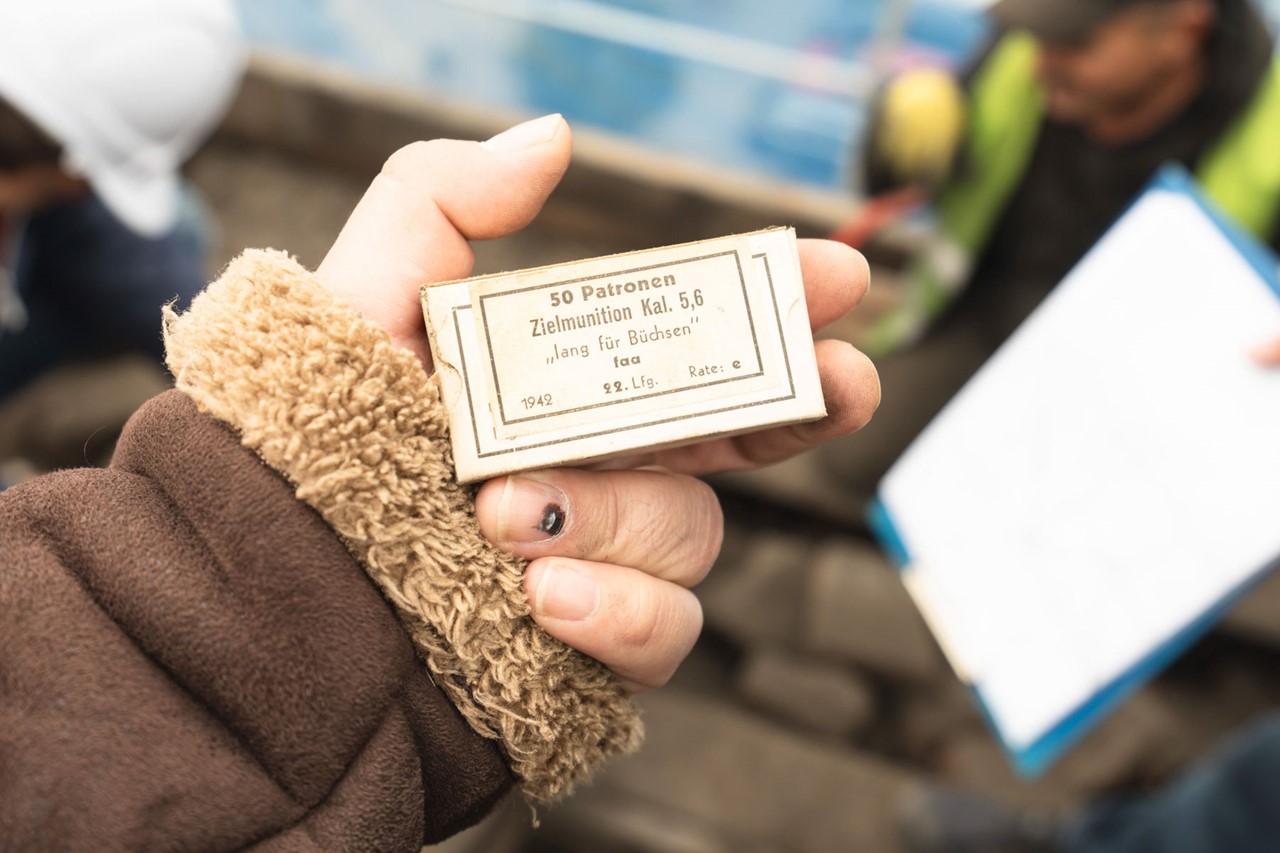 50 Patronen
Zielmunition Kal. 5,6
„lang für Büchsen"
faa
1942 22. Lfg. Rate: e